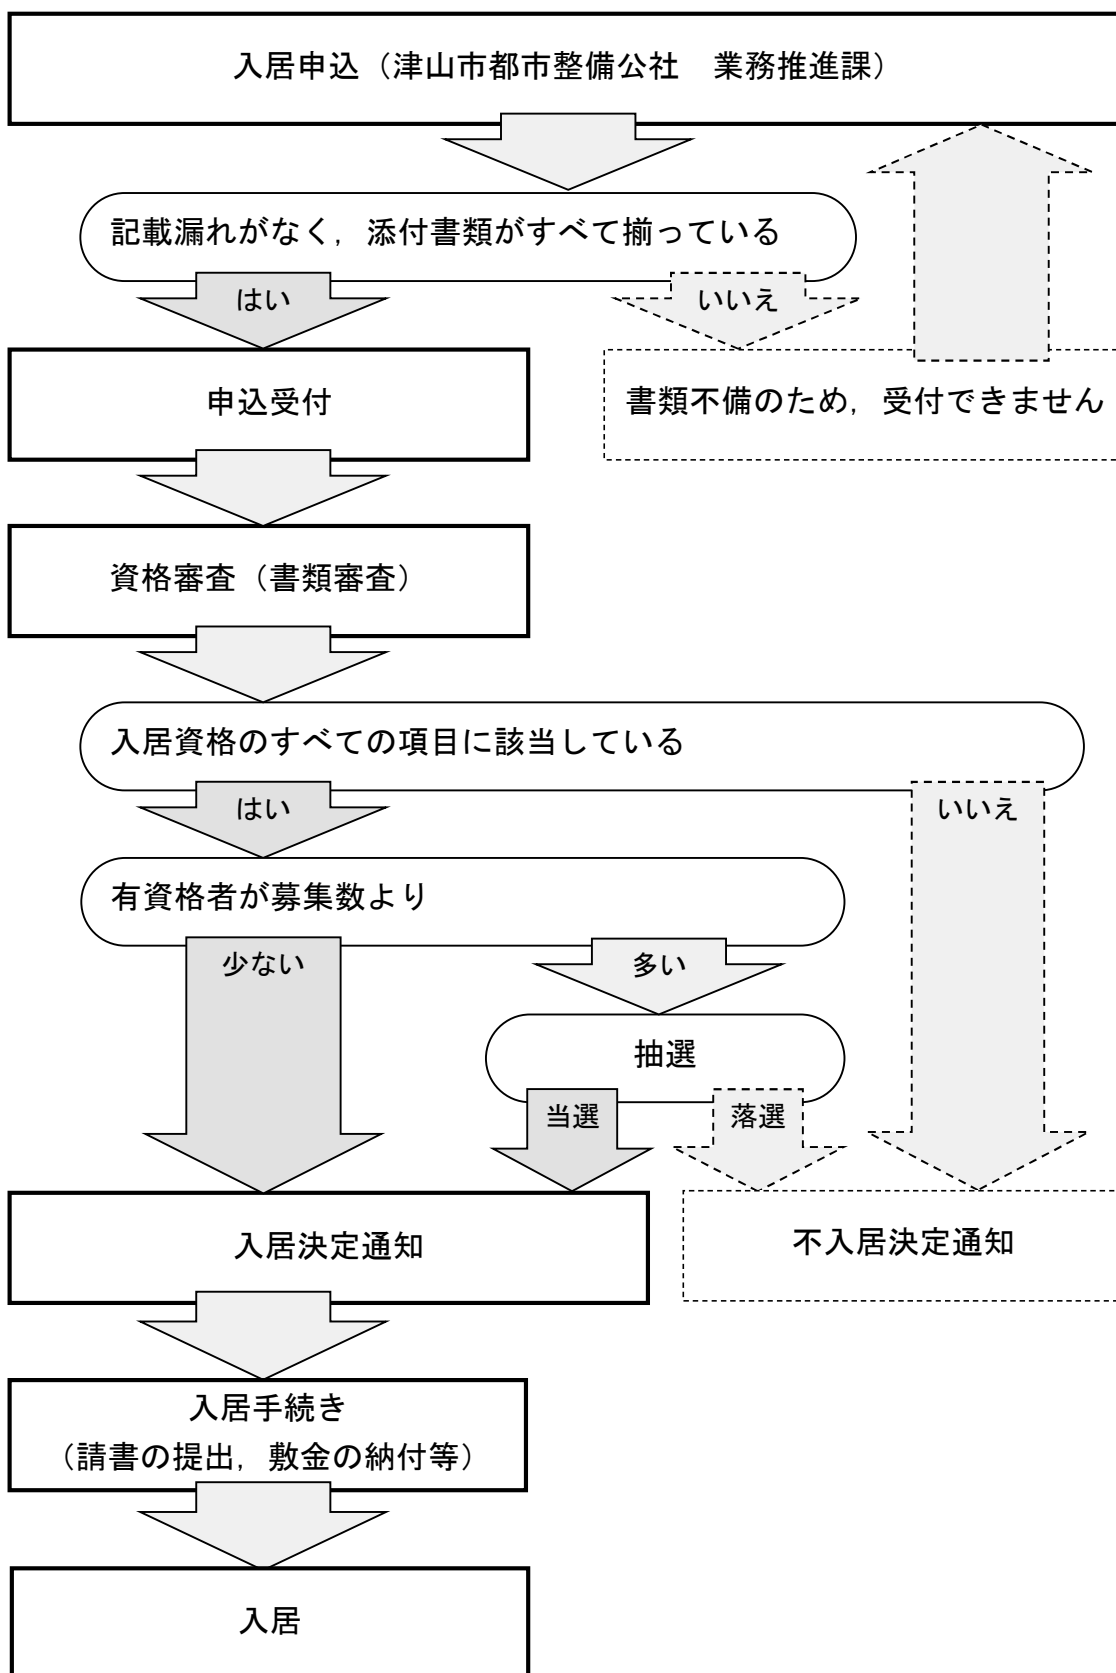 入居申込（津山市都市整備公社　業務推進課）
記載漏れがなく，添付書類がすべて揃っている
はい
いいえ
申込受付
書類不備のため，受付できません
資格審査（書類審査）
入居資格のすべての項目に該当している
はい
いいえ
有資格者が募集数より
少ない
多い
抽選
当選
落選
入居決定通知
不入居決定通知
入居手続き
（請書の提出，敷金の納付等）
入居